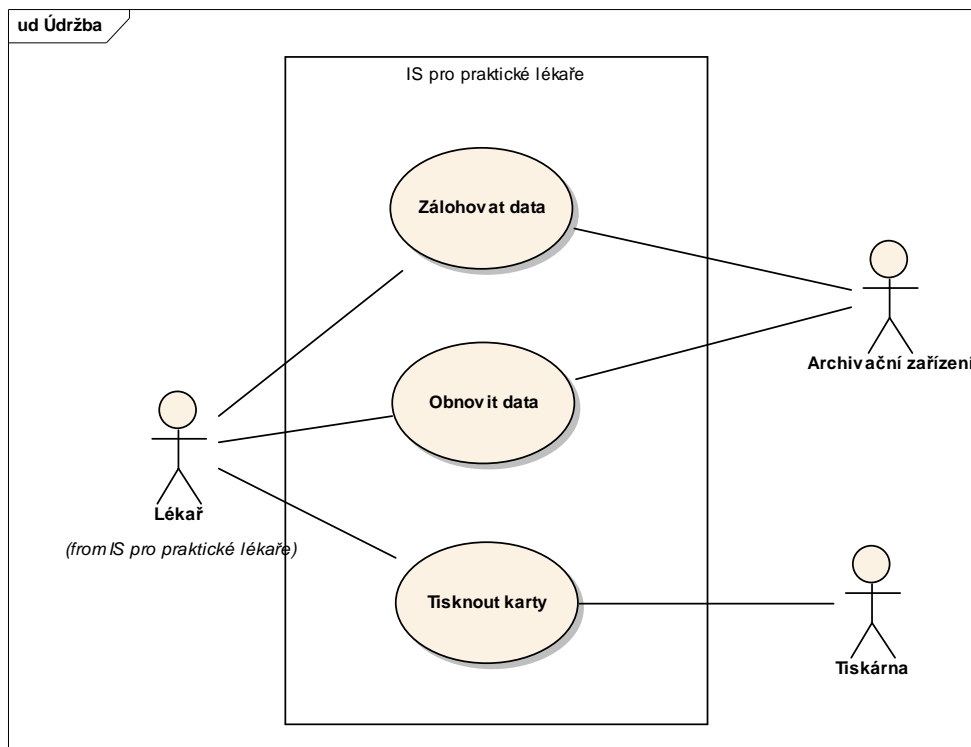 ud Údržba
IS pro praktické lékaře
Zálohovat data
Archivační zařízení
Obnovit data
Lékař
(from IS pro praktické lékaře)
Tisknout karty
Tiskárna